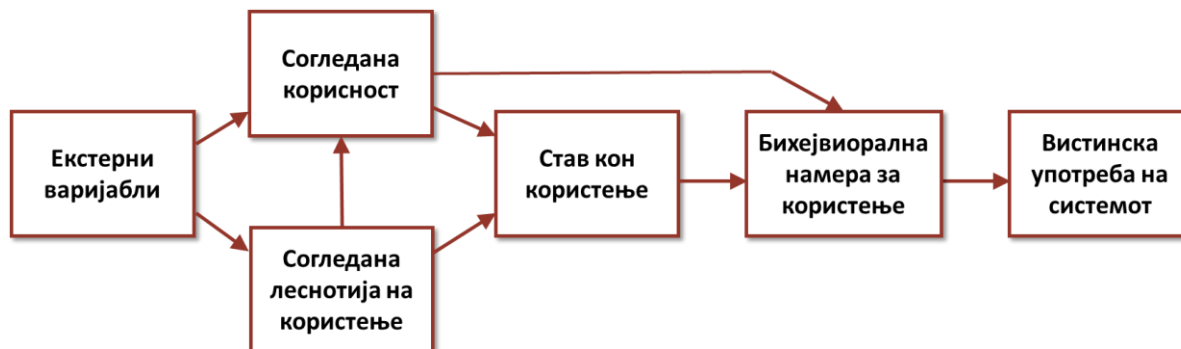 Согледана
корисност
Екстерни
варијабли
Став кон
користење
Бихејвиорална
намера за
користење
Вистинска
употреба на
системот
Согледана
леснотија на
користење